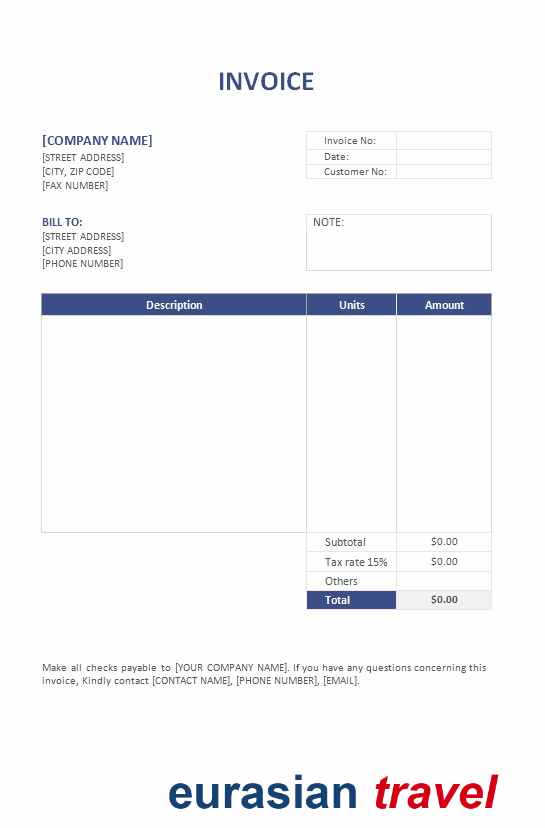 INVOICE
[COMPANY NAME]
[STREET ADDRESS]
[CITY, ZIP CODE]
[FAX NUMBER]
Invoice No:
Date:
Customer No:
BILL TO:
[STREET ADDRESS]
[CITY ADDRESS]
[PHONE NUMBER]
NOTE:
Description Units Amount
Subtotal $0.00
Tax rate 15% $0.00
Others
Total $0.00
Make all checks payable to [YOUR COMPANY NAME]. If you have any questions concerning this
invoice, Kindly contact [CONTACT NAME], [PHONE NUMBER], [EMAIL].
eurasian travel